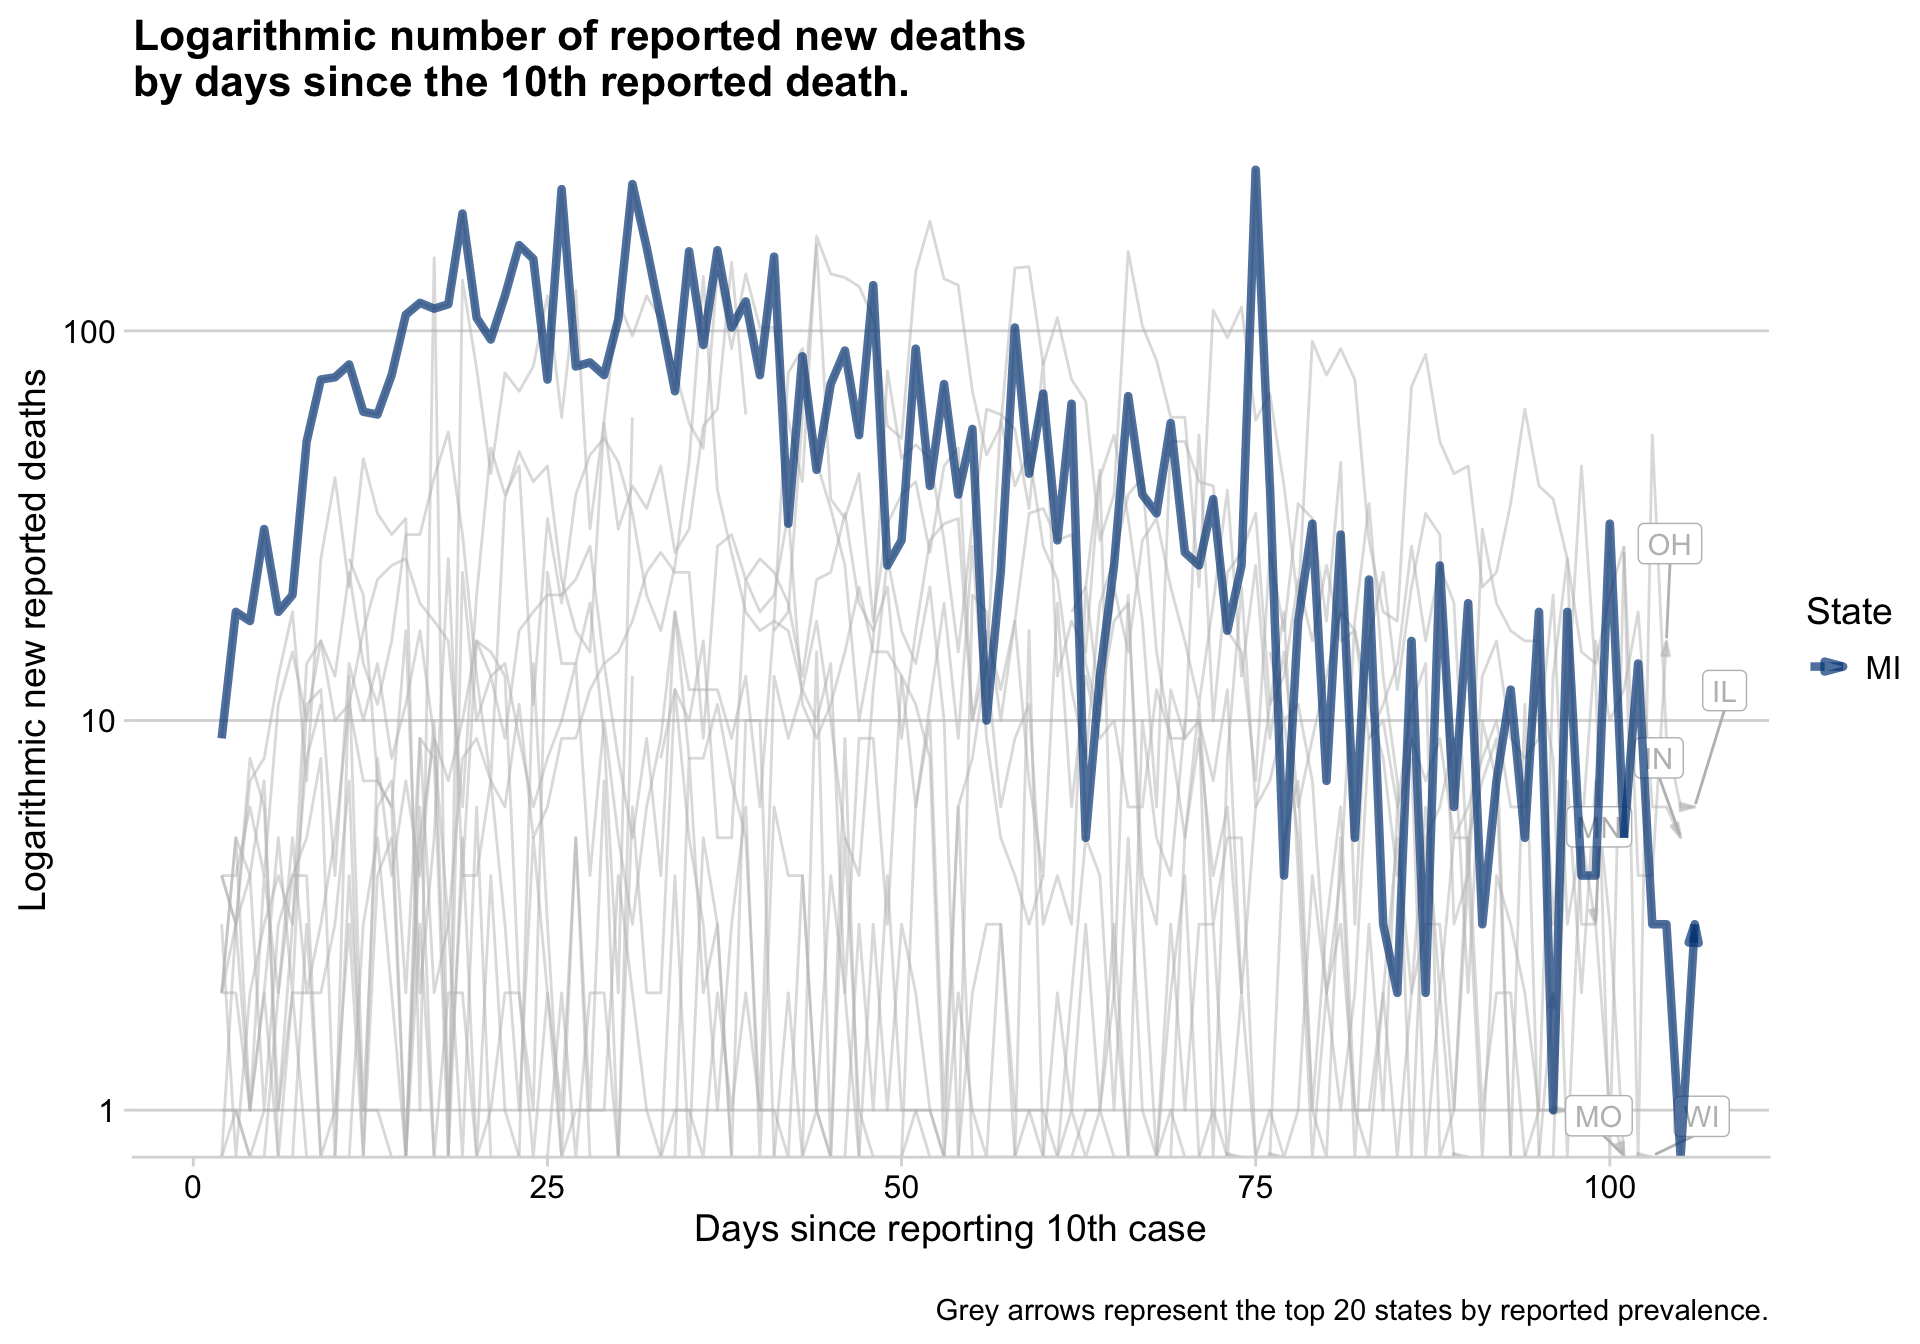 Logarithmic number of reported new deaths
by days since the 10th reported death.
Logarithmic new reported deaths
100
10
1
OH
IL
IN
MN
MO
WI
State
MI
0
25
50
75
100
Days since reporting 10th case
Grey arrows represent the top 20 states by reported prevalence.